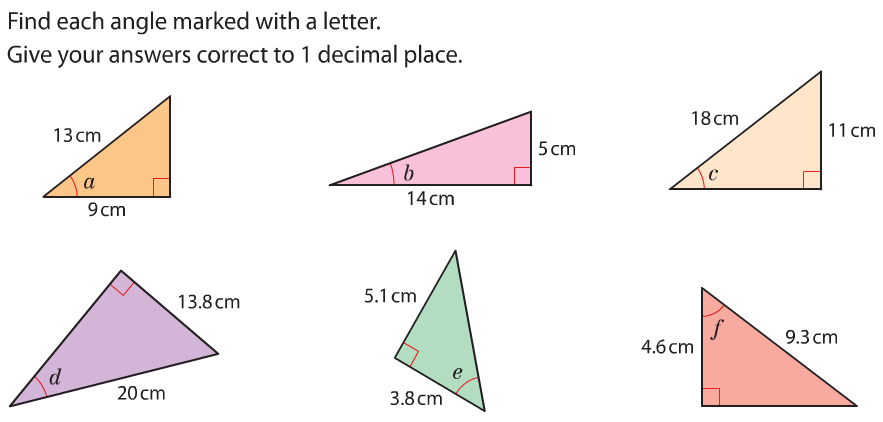 Find each angle marked with a letter.
Give your answers correct to 1 decimal place.
13 cm
a
9 cm
5 cm
b
14 cm
18 cm
11 cm
c
13.8 cm
d
20 cm
5.1 cm
e
3.8 cm
f
4.6 cm
9.3 cm